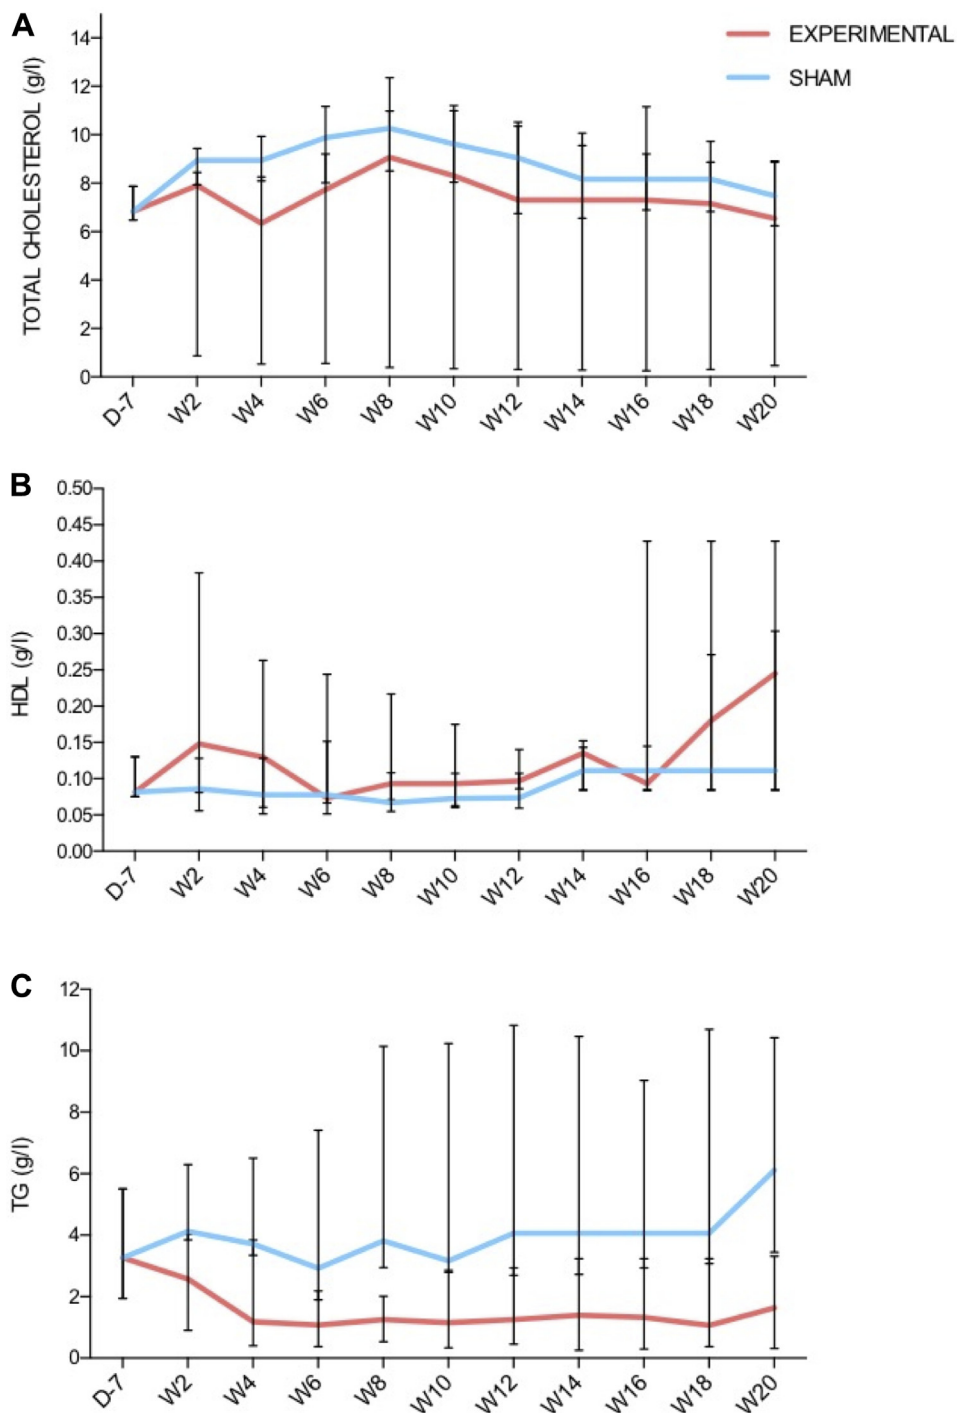 A
TOTAL CHOLESTEROL (g/l)
14
12
10
8
6
4
2
0
D-7 W2 W4 W6 W8 W10 W12 W14 W16 W18 W20
EXPERIMENTAL
SHAM
B
HDL (g/l)
0.50
0.45
0.40
0.35
0.30
0.25
0.20
0.15
0.10
0.05
0.00
D-7 W2 W4 W6 W8 W10 W12 W14 W16 W18 W20
C
TG (g/l)
12
10
8
6
4
2
0
D-7 W2 W4 W6 W8 W10 W12 W14 W16 W18 W20